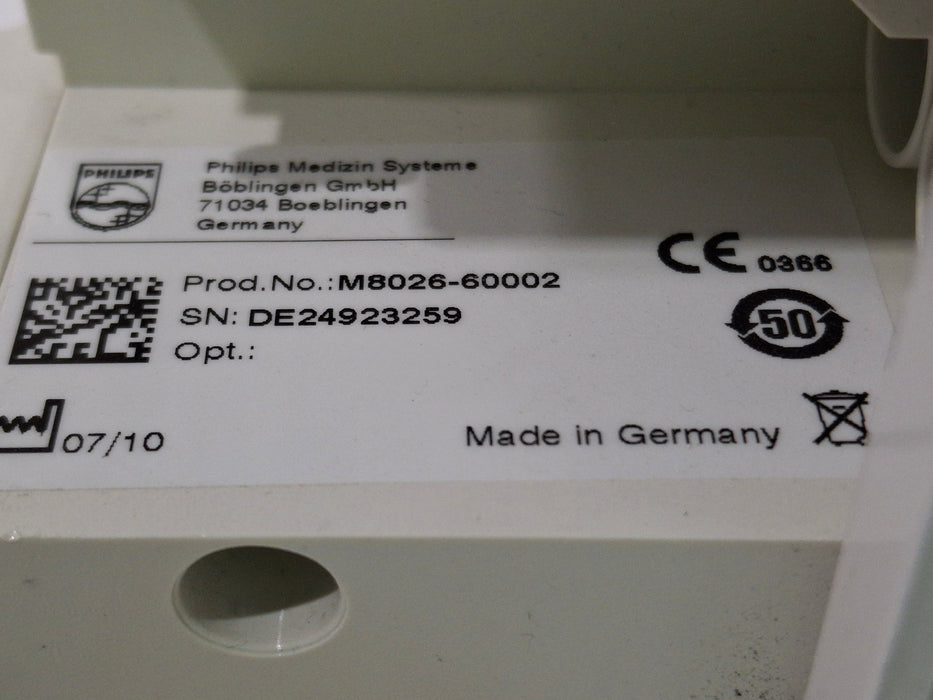 PHILIPS
Philips Medizin Systeme
Böblingen GmbH
71034 Boeblingen
Germany
CE 0366
Prod.No.:M8026-60002
SN: DE24923259
50
Opt.:
07/10
Made in Germany